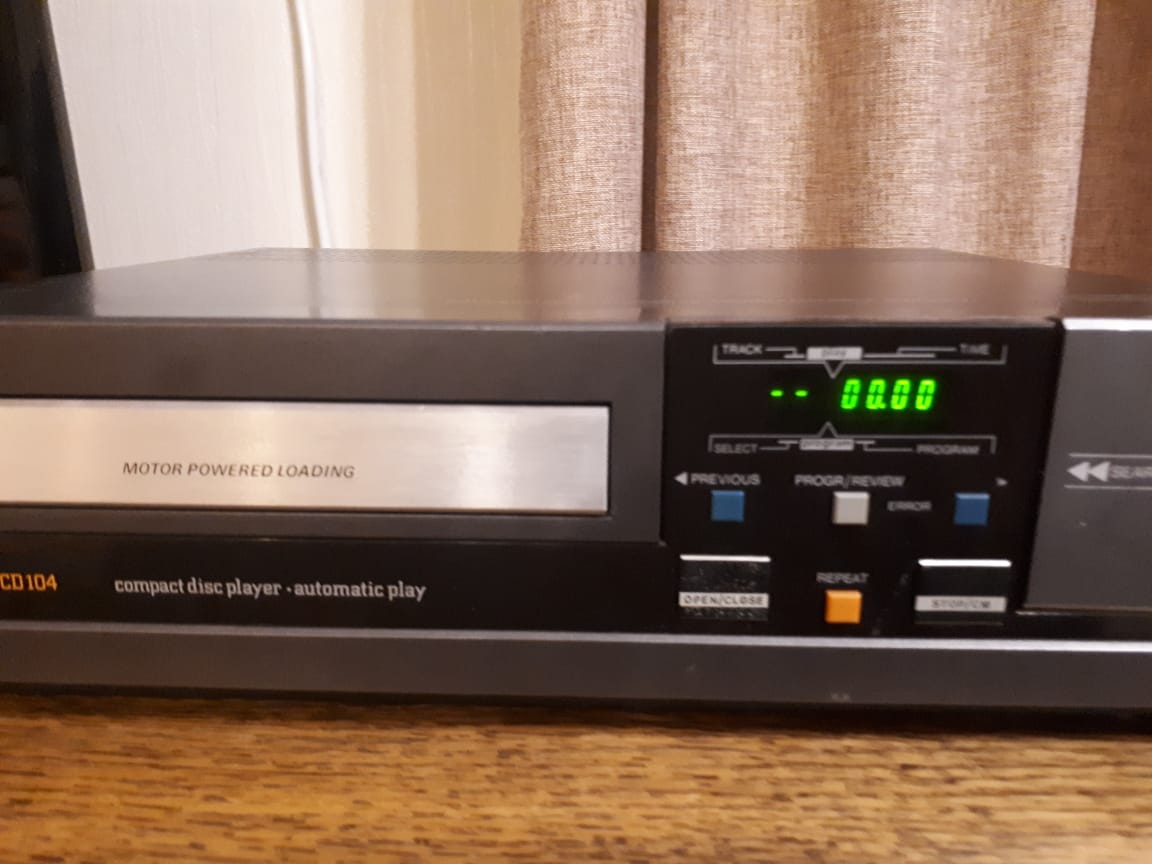 TRACK
TIME
-- 00.00
SELECT
program
PROGRAM
◀ PREVIOUS
PROGR/REVIEW
ERROR
MOTOR POWERED LOADING
CD104
compact disc player · automatic play
OPEN/CLOSE
REPEAT
STOP/CM